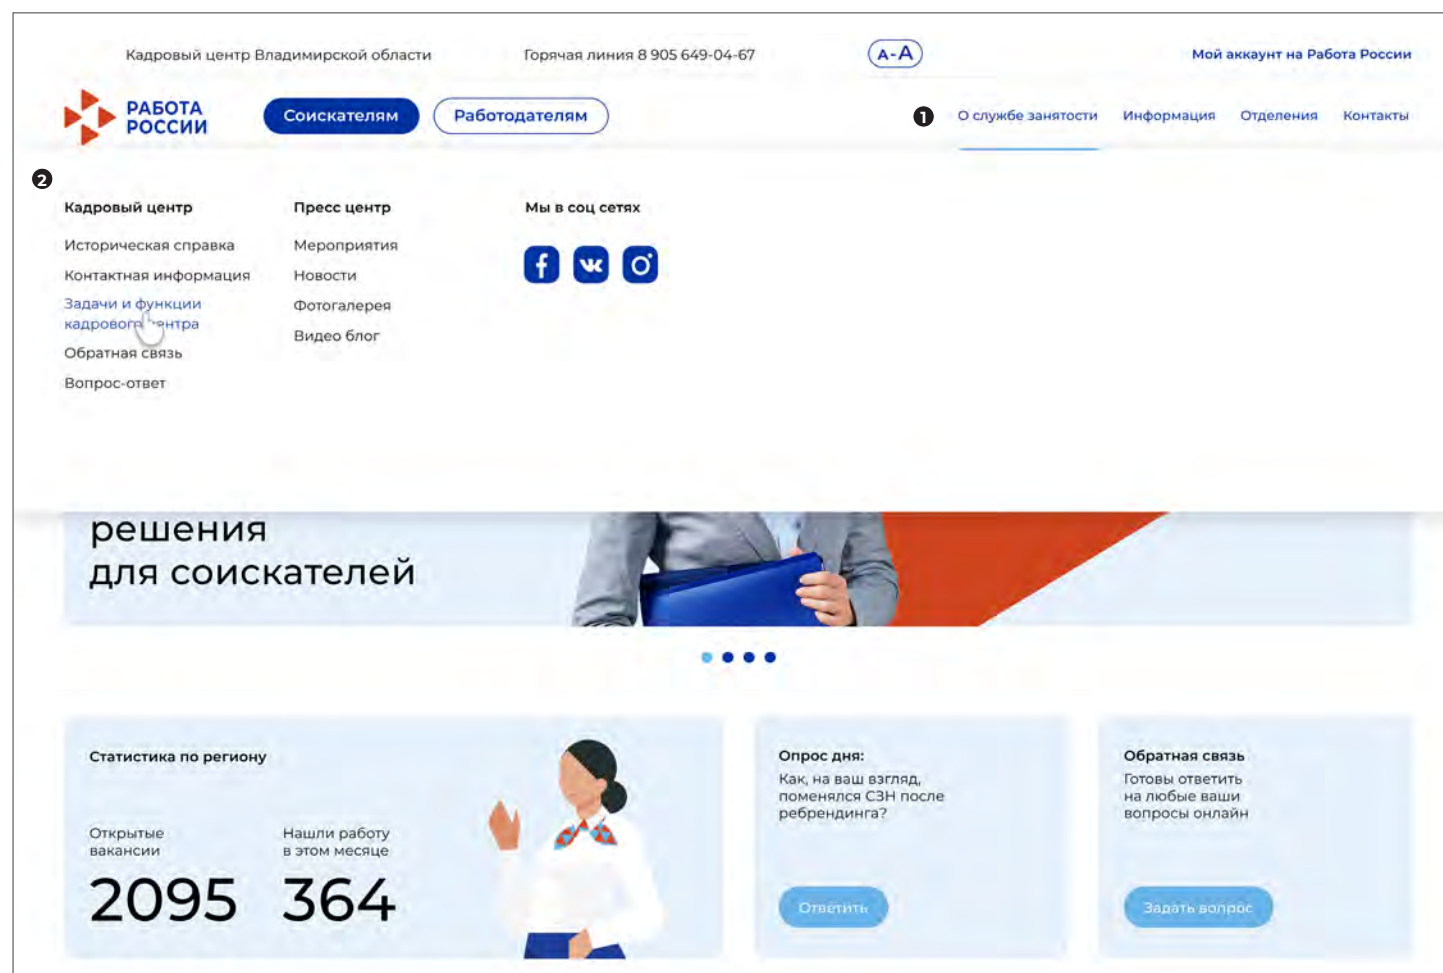 Кадровый центр Владимирской области
Горячая линия 8 905 649-04-67
А-А
Мой аккаунт на Работа России
РАБОТА
РОССИИ
Соискателям
Работодателям
1
О службе занятости
Информация
Отделения
Контакты
2
Кадровый центр
Историческая справка
Контактная информация
Задачи и функции
кадрового центра
Обратная связь
Вопрос-ответ
Пресс центр
Мероприятия
Новости
Фотогалерея
Видео блог
Мы в соц сетях
решения
для соискателей
Статистика по региону
Открытые
вакансии
2095
Нашли работу
в этом месяце
364
Опрос дня:
Как, на ваш взгляд,
поменялся СЗН после
ребрендинга?
Ответить
Обратная связь
Готовы ответить
на любые ваши
вопросы онлайн
Задать вопрос